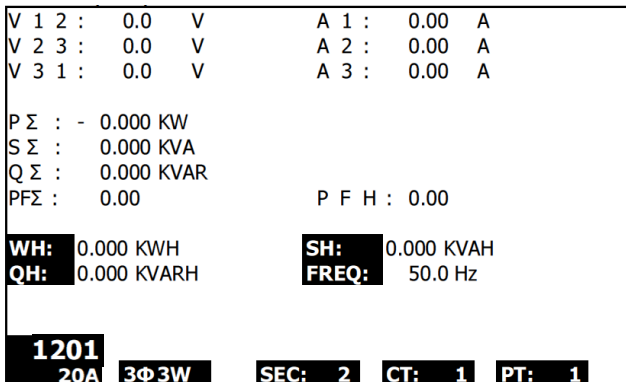 V 1 2 : 0.0 V A 1 : 0.00 A
V 2 3 : 0.0 V A 2 : 0.00 A
V 3 1 : 0.0 V A 3 : 0.00 A
P Σ : - 0.000 KW
S Σ : 0.000 KVA
Q Σ : 0.000 KVAR
PFΣ : 0.00 P F H : 0.00
WH: 0.000 KWH SH: 0.000 KVAH
QH: 0.000 KVARH FREQ: 50.0 Hz
1201
20A 3Φ3W SEC: 2 CT: 1 PT: 1